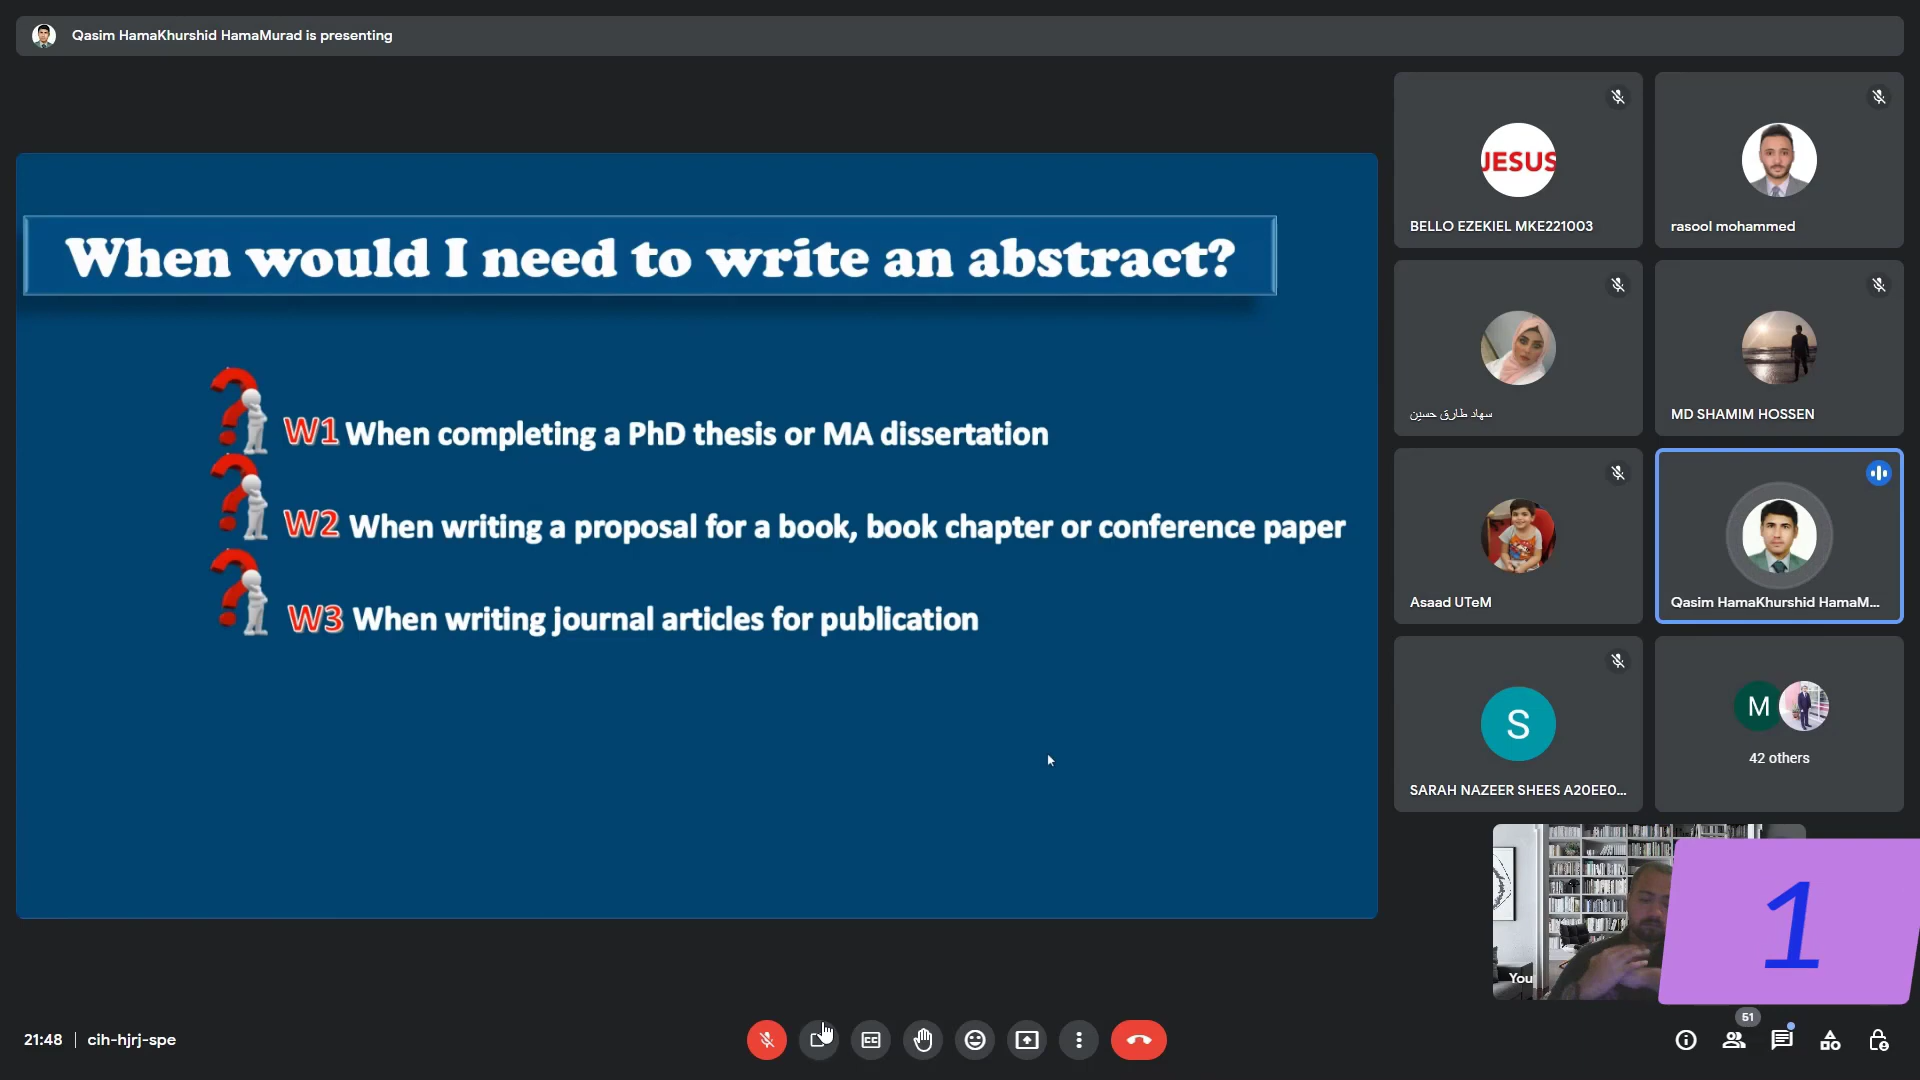 Qasim HamaKhurshid HamaMurad is presenting
When would I need to write an abstract?
W1 When completing a PhD thesis or MA dissertation
W2 When writing a proposal for a book, book chapter or conference paper
W3 When writing journal articles for publication
JESUS
BELLO EZEKIEL MKE221003
rasool mohammed
سهاد طارق حسين
MD SHAMIM HOSSEN
Asaad UTeM
Qasim HamaKhurshid HamaM...
S
SARAH NAZEER SHEES A20EE0...
M
42 others
You
1
21:48
cih-hjrj-spe
CC
51